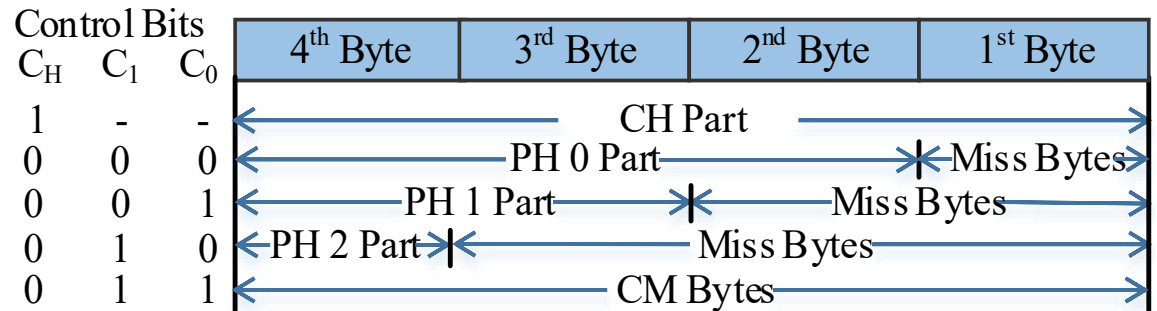 Control Bits
C_H C_1 C_0 4th Byte 3rd Byte 2nd Byte 1st Byte
1 - - CH Part
0 0 0 PH 0 Part Miss Bytes
0 0 1 PH 1 Part Miss Bytes
0 1 0 PH 2 Part Miss Bytes
0 1 1 CM Bytes